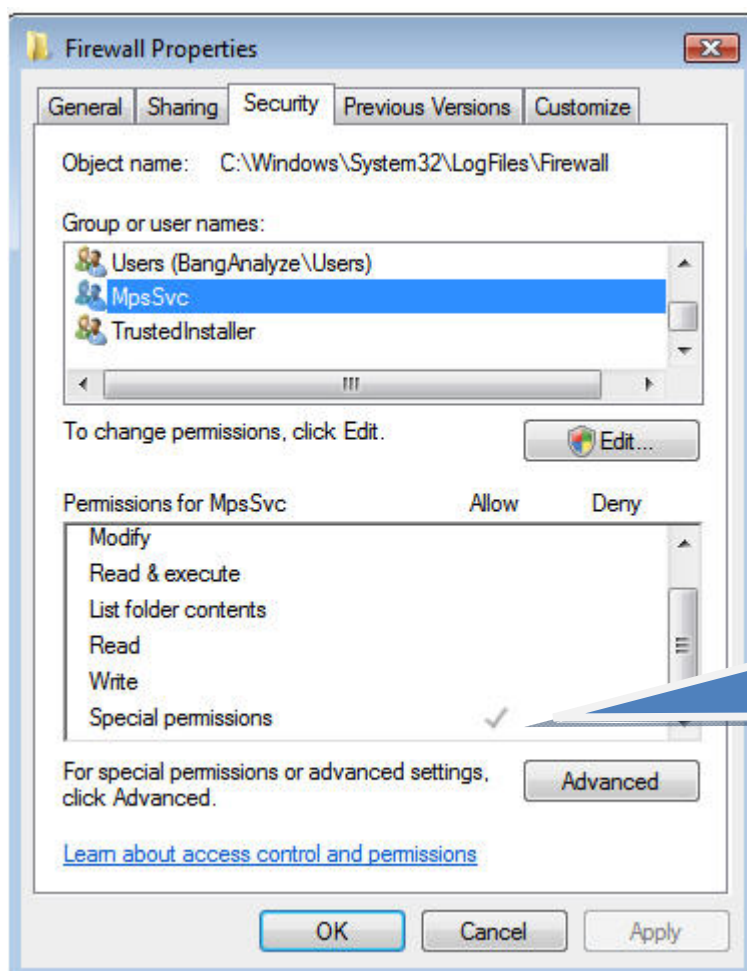 Firewall Properties
General Sharing Security Previous Versions Customize
Object name: C:\Windows\System32\LogFiles\Firewall
Group or user names:
Users (BangAnalyze\Users)
MpsSvc
TrustedInstaller
To change permissions, click Edit.
Edit...
Permissions for MpsSvc Allow Deny
Modify
Read & execute
List folder contents
Read
Write
Special permissions
For special permissions or advanced settings,
click Advanced.
Advanced
Learn about access control and permissions
OK Cancel Apply